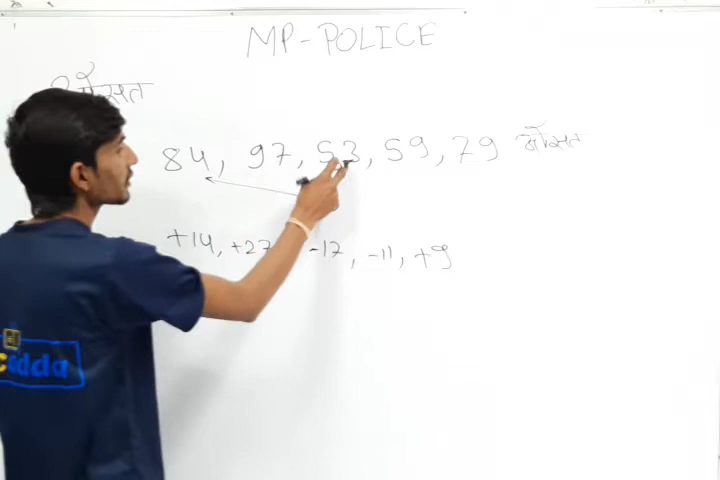 MP-POLICE
औसत
84, 97, 53, 59, 79 औसत
+14, +27 -17, -11, +9
adda